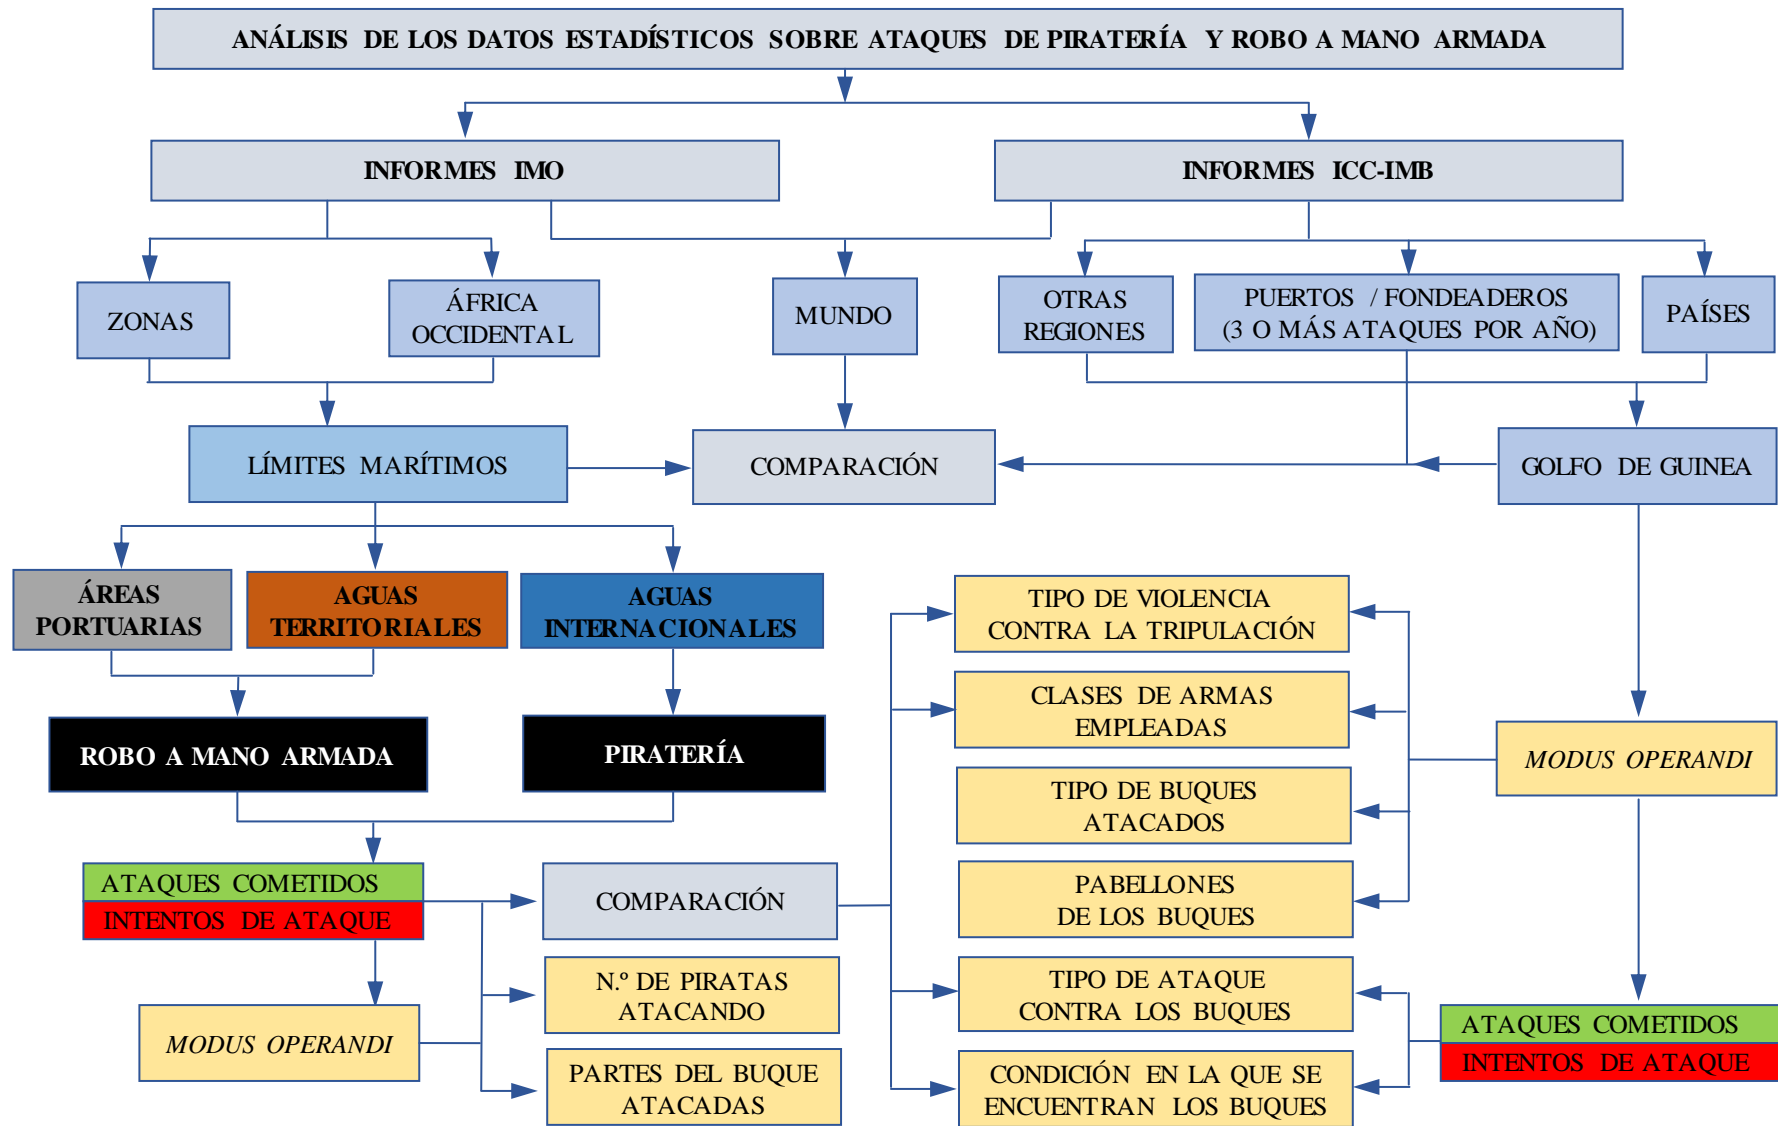 ANÁLISIS DE LOS DATOS ESTADÍSTICOS SOBRE ATAQUES DE PIRATERÍA Y ROBO A MANO ARMADA
INFORMES IMO
INFORMES ICC-IMB
ZONAS
ÁFRICA
OCCIDENTAL
MUNDO
OTRAS
REGIONES
PUERTOS / FONDEADEROS
(3 O MÁS ATAQUES POR AÑO)
PAÍSES
LÍMITES MARÍTIMOS
COMPARACIÓN
GOLFO DE GUINEA
ÁREAS
PORTUARIAS
AGUAS
TERRITORIALES
AGUAS
INTERNACIONALES
TIPO DE VIOLENCIA
CONTRA LA TRIPULACIÓN
CLASES DE ARMAS
EMPLEADAS
ROBO A MANO ARMADA
PIRATERÍA
MODUS OPERANDI
TIPO DE BUQUES
ATACADOS
ATAQUES COMETIDOS
INTENTOS DE ATAQUE
COMPARACIÓN
PABELLONES
DE LOS BUQUES
N.º DE PIRATAS
ATACANDO
TIPO DE ATAQUE
CONTRA LOS BUQUES
ATAQUES COMETIDOS
INTENTOS DE ATAQUE
MODUS OPERANDI
PARTES DEL BUQUE
ATACADAS
CONDICIÓN EN LA QUE SE
ENCUENTRAN LOS BUQUES